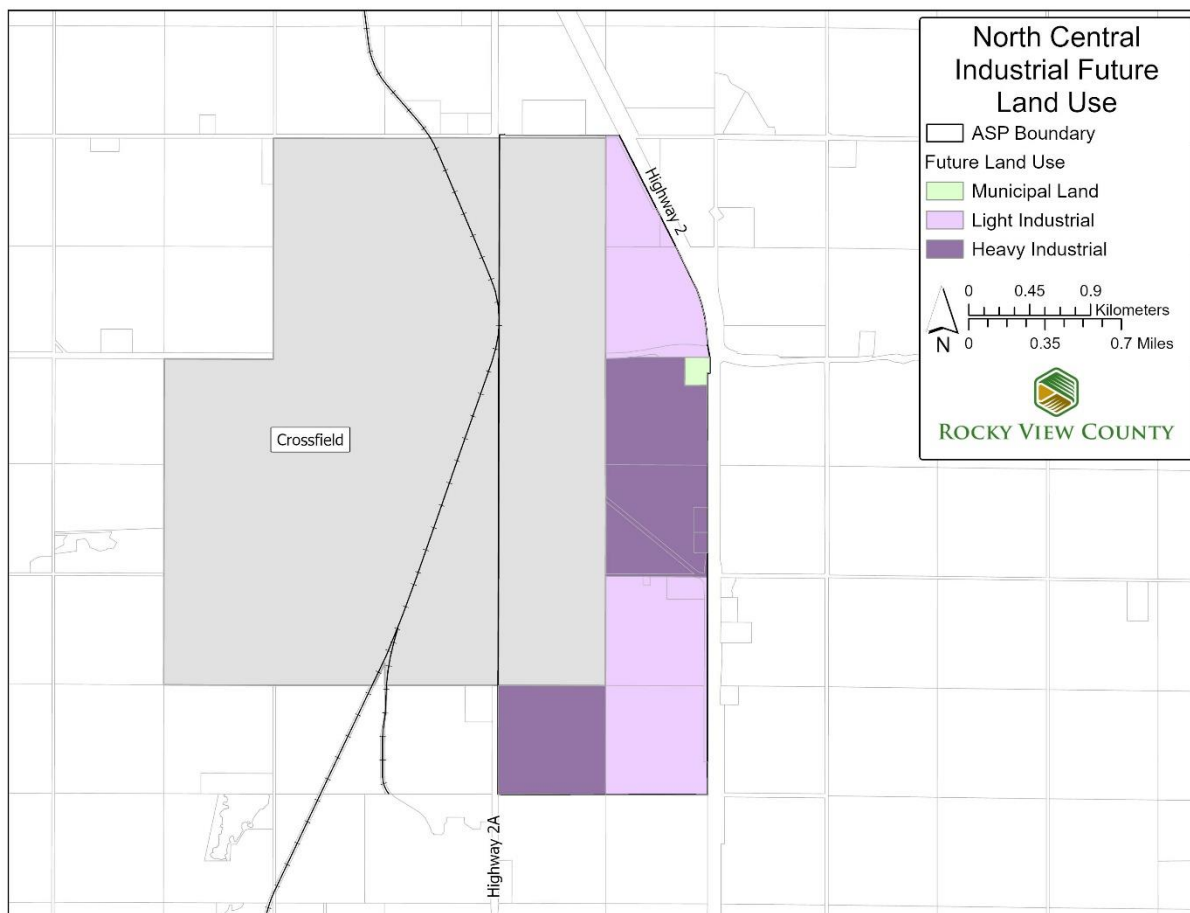 North Central
Industrial Future
Land Use
ASP Boundary
Future Land Use
Municipal Land
Light Industrial
Heavy Industrial
0 0.45 0.9
Kilometers
N 0 0.35 0.7 Miles
ROCKY VIEW COUNTY
Highway 2
Crossfield
Highway 2A